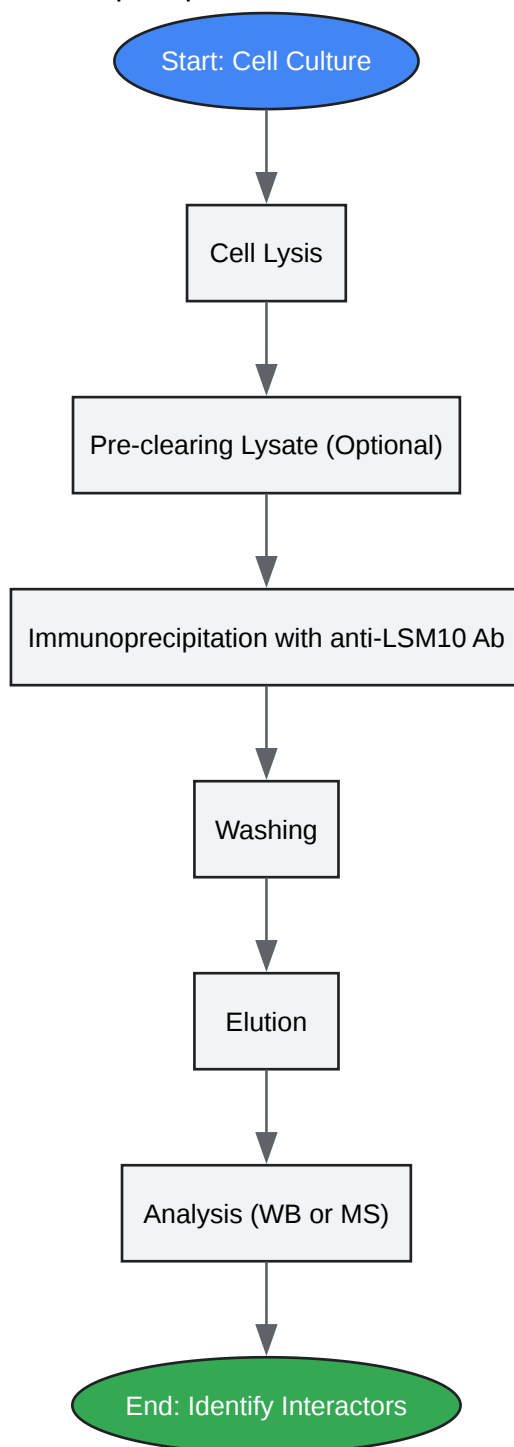 Start: Cell Culture
Cell Lysis
Pre-clearing Lysate (Optional)
Immunoprecipitation with anti-LSM10 Ab
Washing
Elution
Analysis (WB or MS)
End: Identify Interactors